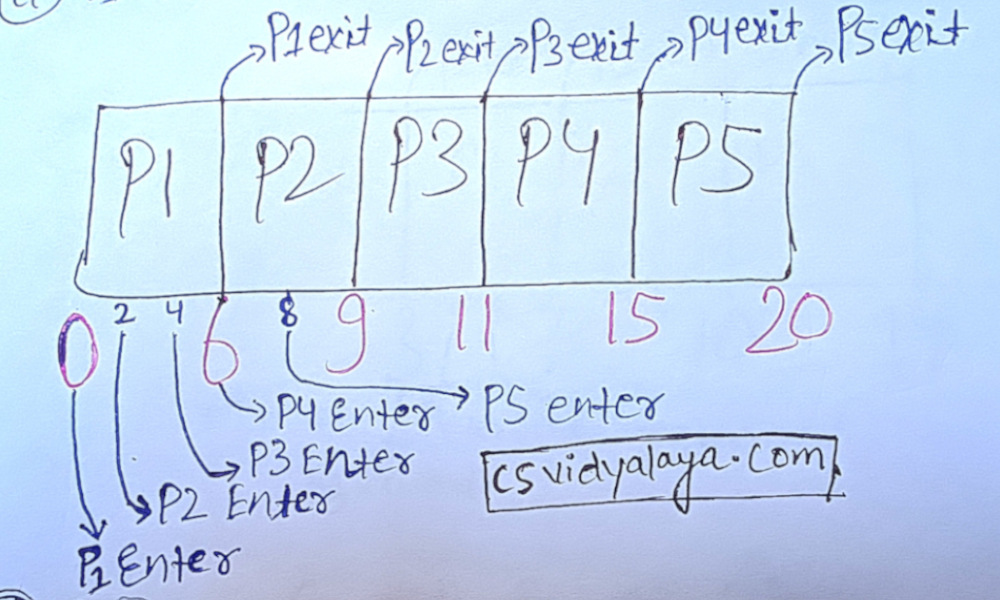 P1 exit P2 exit P3 exit P4 exit P5 exit
P1 P2 P3 P4 P5
0 2 4 6 8 9 11 15 20
P4 Enter P5 enter
P3 Enter
csvidyalaya.com
P2 Enter
P1 Enter